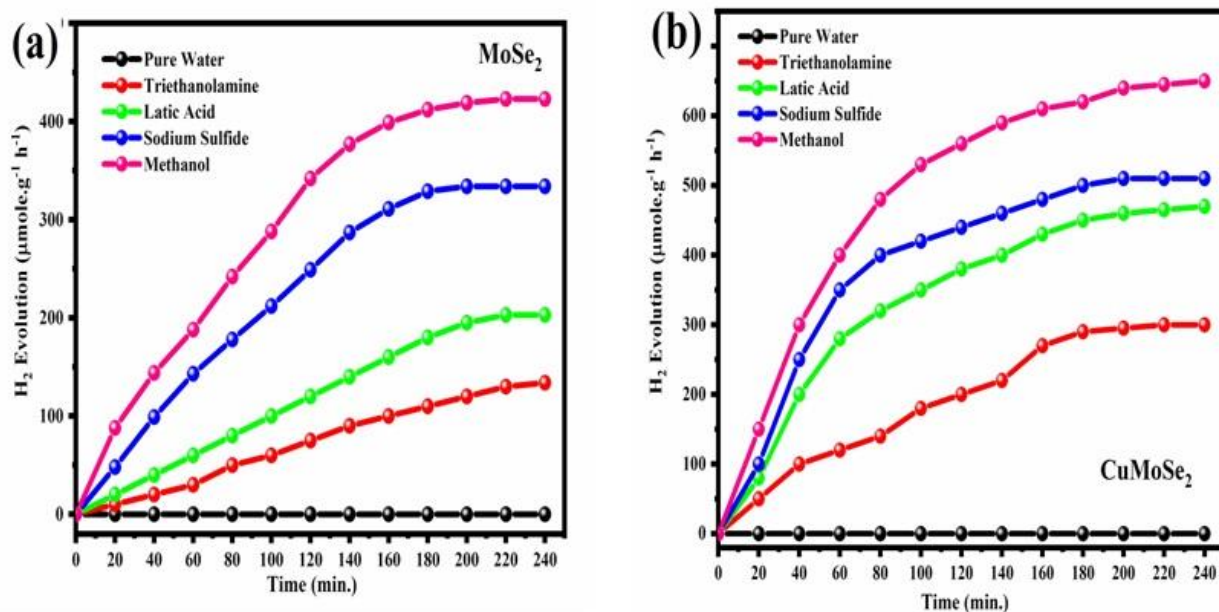 (a)
MoSe2
Pure Water
Triethanolamine
Latic Acid
Sodium Sulfide
Methanol
H2 Evolution (μmole.g-1 h-1)
400
300
200
100
0
0 20 40 60 80 100 120 140 160 180 200 220 240
Time (min.)
(b)
Pure Water
Triethanolamine
Latic Acid
Sodium Sulfide
Methanol
CuMoSe2
H2 Evolution (μmole.g-1 h-1)
600
500
400
300
200
100
0
0 20 40 60 80 100 120 140 160 180 200 220 240
Time (min.)